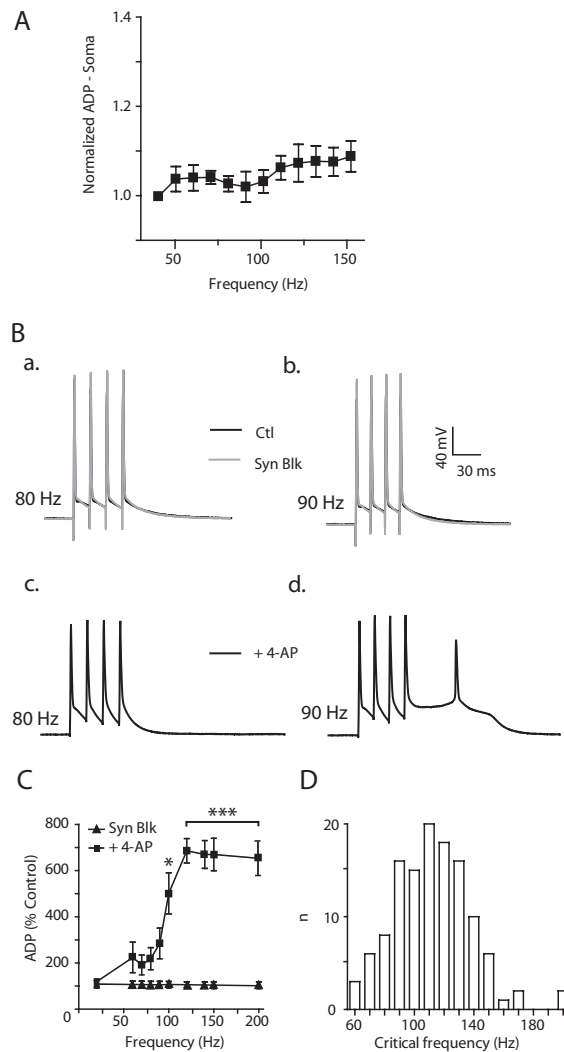 A
Normalized ADP - Soma
1.4
1.2
1.0
50 100 150
Frequency (Hz)
B
a.
b.
Ctl
Syn Blk
40 mV
30 ms
80 Hz
90 Hz
c.
d.
+ 4-AP
80 Hz
90 Hz
C
D
ADP (% Control)
800
600
400
200
0
Syn Blk
+ 4-AP
*
***
50 100 150 200
Frequency (Hz)
n
20
10
0
60 100 140 180
Critical frequency (Hz)